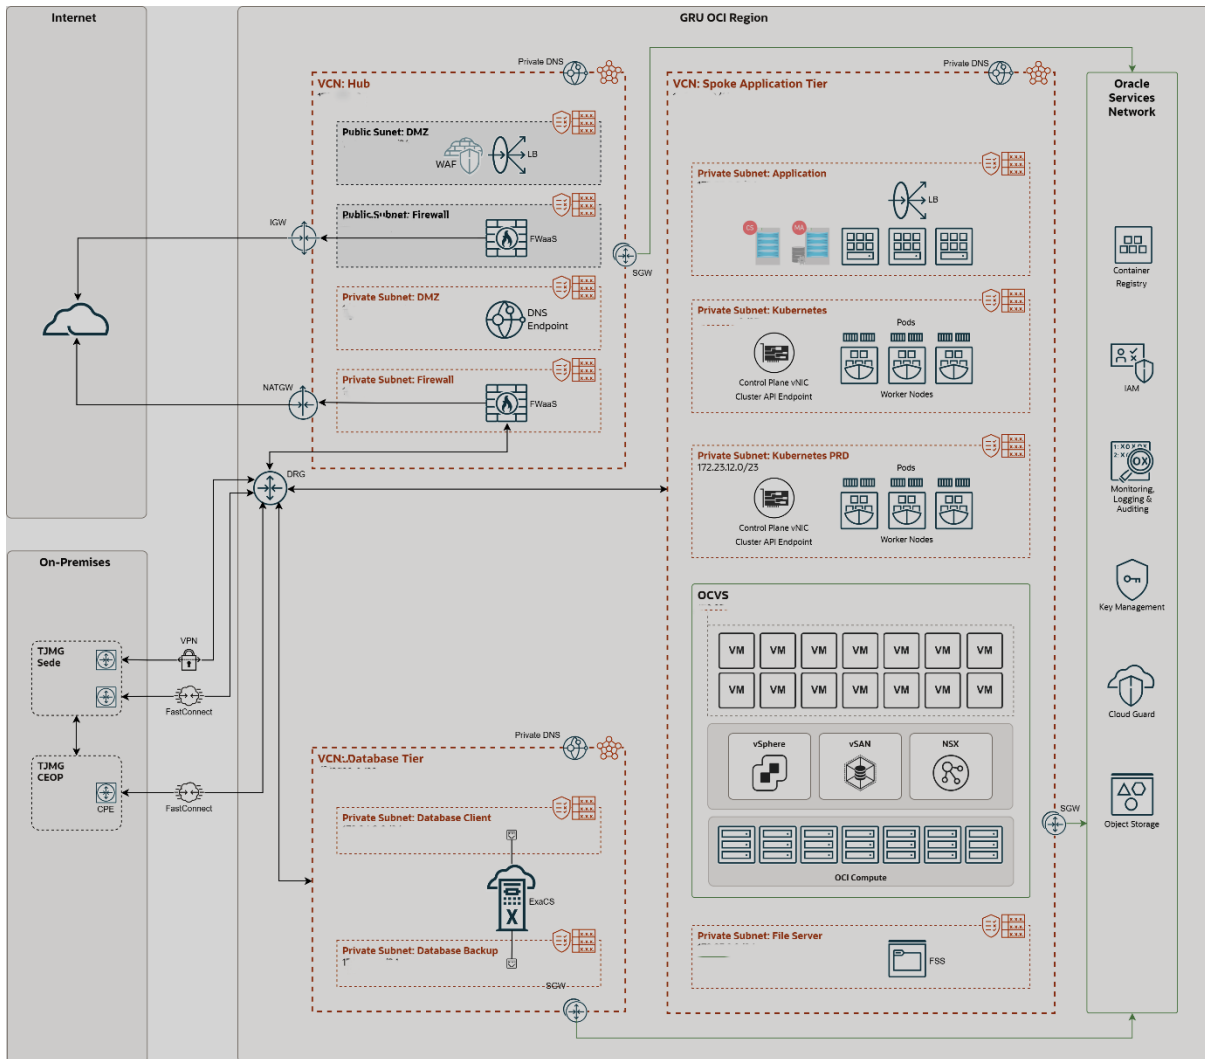 Internet
GRU OCI Region
Private DNS
VCN: Hub
Public Sunet: DMZ
WAF
LB
Public Subnet: Firewall
IGW
FWaaS
SGW
Private Subnet: DMZ
DNS
Endpoint
Private Subnet: Firewall
NATGW
FWaaS
DRG
Private DNS
VCN: Spoke Application Tier
Private Subnet: Application
LB
CS
MA
Private Subnet: Kubernetes
Pods
Control Plane vNIC
Cluster API Endpoint
Worker Nodes
Private Subnet: Kubernetes PRD
172.23.12.0/23
Pods
Control Plane vNIC
Cluster API Endpoint
Worker Nodes
OCVS
VM VM VM VM VM VM VM
VM VM VM VM VM VM VM
vSphere
vSAN
NSX
OCI Compute
SGW
Private Subnet: File Server
FSS
Oracle
Services
Network
Container
Registry
IAM
1: XOXOX
OX
Monitoring,
Logging &
Auditing
Key Management
Cloud Guard
Object Storage
On-Premises
TJMG
Sede
VPN
FastConnect
TJMG
CEOP
CPE
FastConnect
Private DNS
VCN: Database Tier
Private Subnet: Database Client
ExaCS
X
Private Subnet: Database Backup
SGW